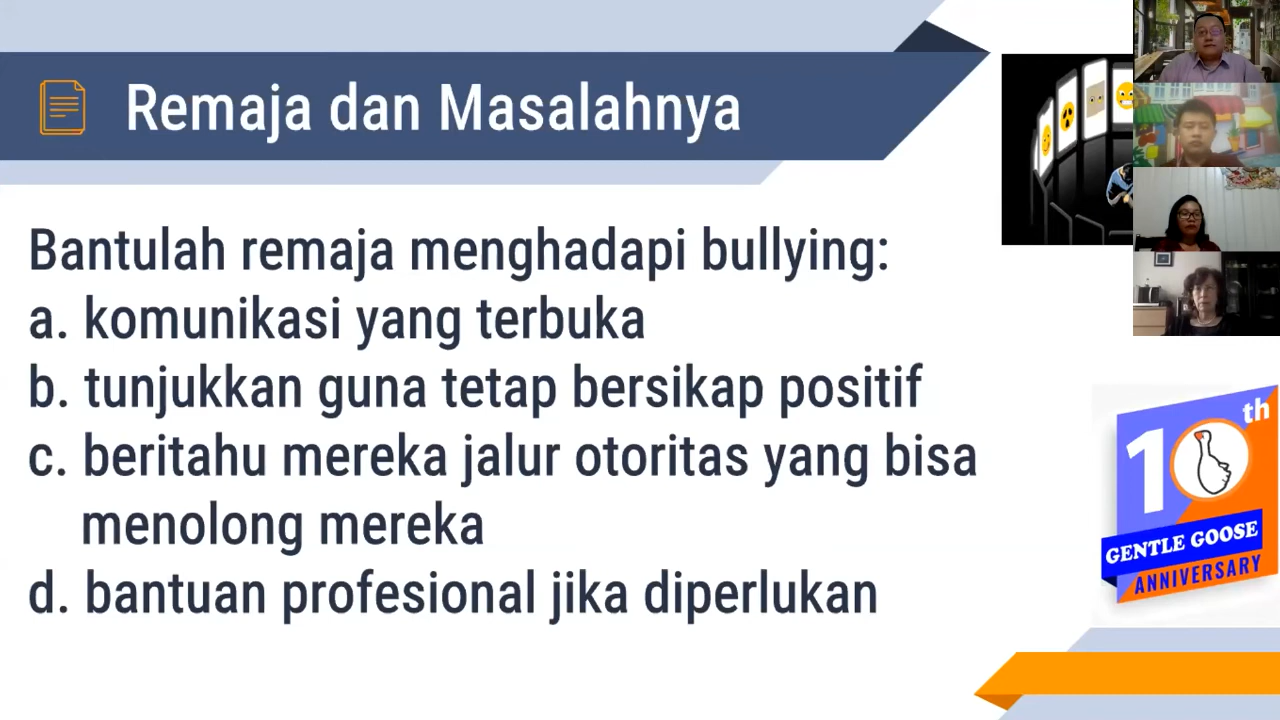 Remaja dan Masalahnya
Bantulah remaja menghadapi bullying:
a. komunikasi yang terbuka
b. tunjukkan guna tetap bersikap positif
c. beritahu mereka jalur otoritas yang bisa
menolong mereka
d. bantuan profesional jika diperlukan
10th
GENTLE GOOSE
ANNIVERSARY